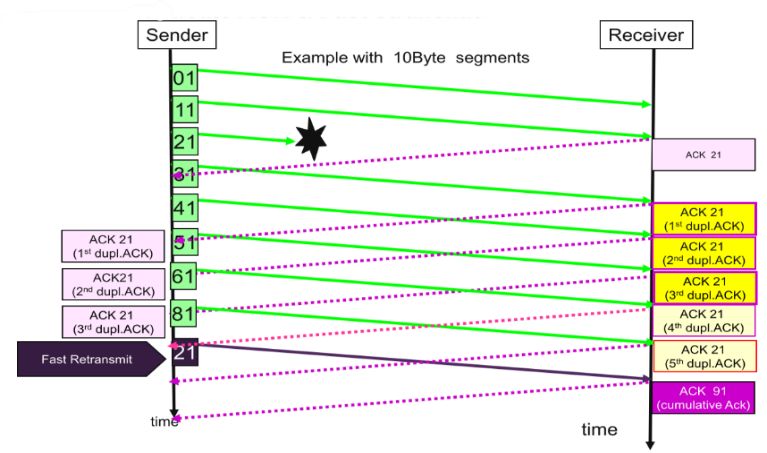 Sender
Receiver
Example with 10Byte segments
01
11
21
31
41
51
61
81
21
ACK 21
ACK 21
(1st dupl.ACK)
ACK 21
(2nd dupl.ACK)
ACK 21
(3rd dupl.ACK)
ACK 21
(4th dupl.ACK)
ACK 21
(5th dupl.ACK)
ACK 91
(cumulative Ack)
ACK 21
(1st dupl.ACK)
ACK21
(2nd dupl.ACK)
ACK 21
(3rd dupl.ACK)
Fast Retransmit
time
time